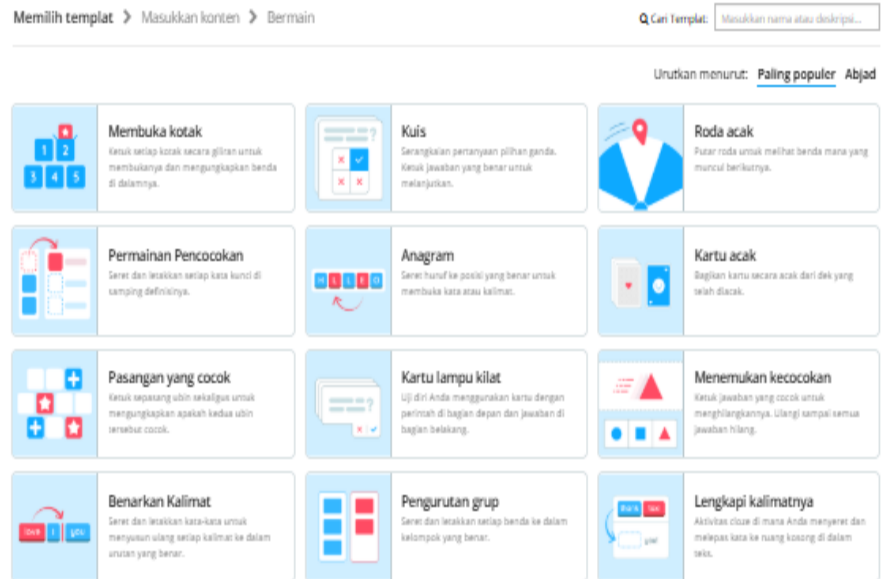 Memilih templat > Masukkan konten > Bermain
Cari Templat: Masukkan nama atau deskripsi...
Urutkan menurut: Paling populer Abjad
Membuka kotak
Ketuk setiap kotak secara giliran untuk
membukanya dan mengungkapkan benda
di dalamnya.
1 2
3 4 5
Kuis
Serangkaian pertanyaan pilihan ganda.
Ketuk jawaban yang benar untuk
melanjutkan.
?
Roda acak
Putar roda untuk melihat benda mana yang
muncul berikutnya.
Permainan Pencocokan
Seret dan letakkan setiap kata kunci di
samping definisinya.
Anagram
Seret huruf ke posisi yang benar untuk
membuka kata atau kalimat.
H L L E O
Kartu acak
Bagikan kartu secara acak dari dek yang
telah diacak.
Pasangan yang cocok
Ketuk sepasang ubin sekaligus untuk
mengungkapkan apakah kedua ubin
tersebut cocok.
Kartu lampu kilat
Uji diri Anda menggunakan kartu dengan
perintah di bagian depan dan jawaban di
bagian belakang.
?
Menemukan kecocokan
Ketuk jawaban yang cocok untuk
menghilangkannya. Ulangi sampai semua
jawaban hilang.
Benarkan Kalimat
Seret dan letakkan kata-kata untuk
menyusun ulang setiap kalimat ke dalam
urutan yang benar.
love I you
Pengurutan grup
Seret dan letakkan setiap benda ke dalam
kelompok yang benar.
Lengkapi kalimatnya
Aktivitas cloze di mana Anda menyeret dan
melepas kata ke ruang kosong di dalam
teks.